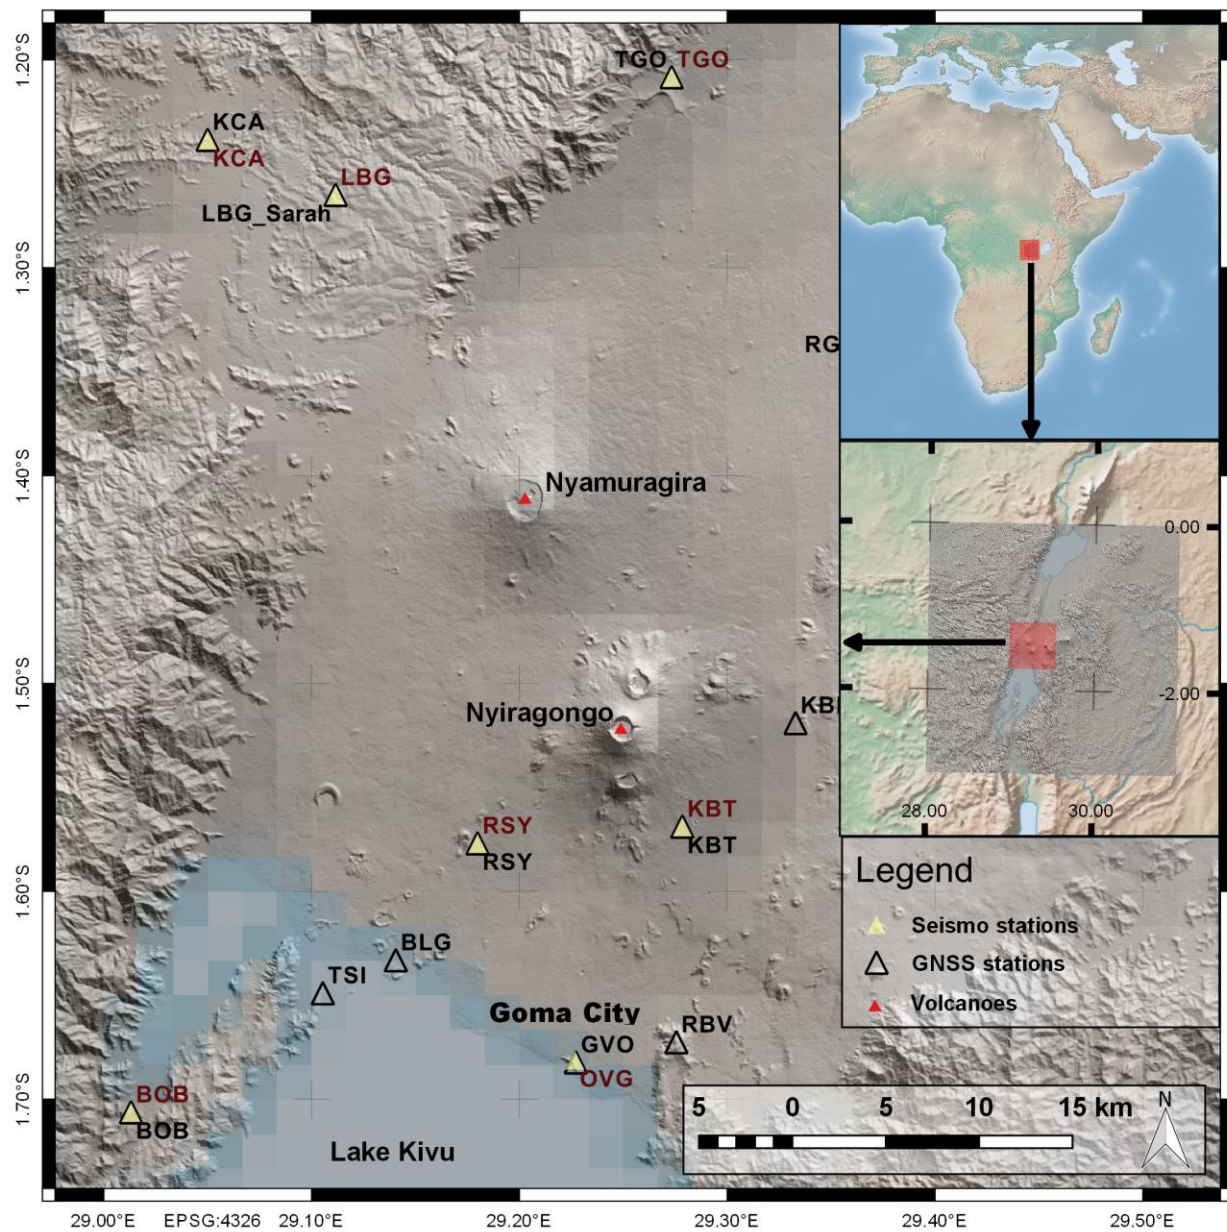 TGO TGO
KCA
KCA
LBG
LBG_Sarah
RG
Nyamuragira
Nyiragongo
KBT
RSY
RSY
KBT
BLG
TSI
Goma City
RBV
GVO
OVG
BOB
BOB
Lake Kivu
0.00
-2.00
28.00
30.00
Legend
Seismo stations
GNSS stations
Volcanoes
5 0 5 10 15 km
N
1.20°S
1.30°S
1.40°S
1.50°S
1.60°S
1.70°S
29.00°E EPSG:4326 29.10°E 29.20°E 29.30°E 29.40°E 29.50°E